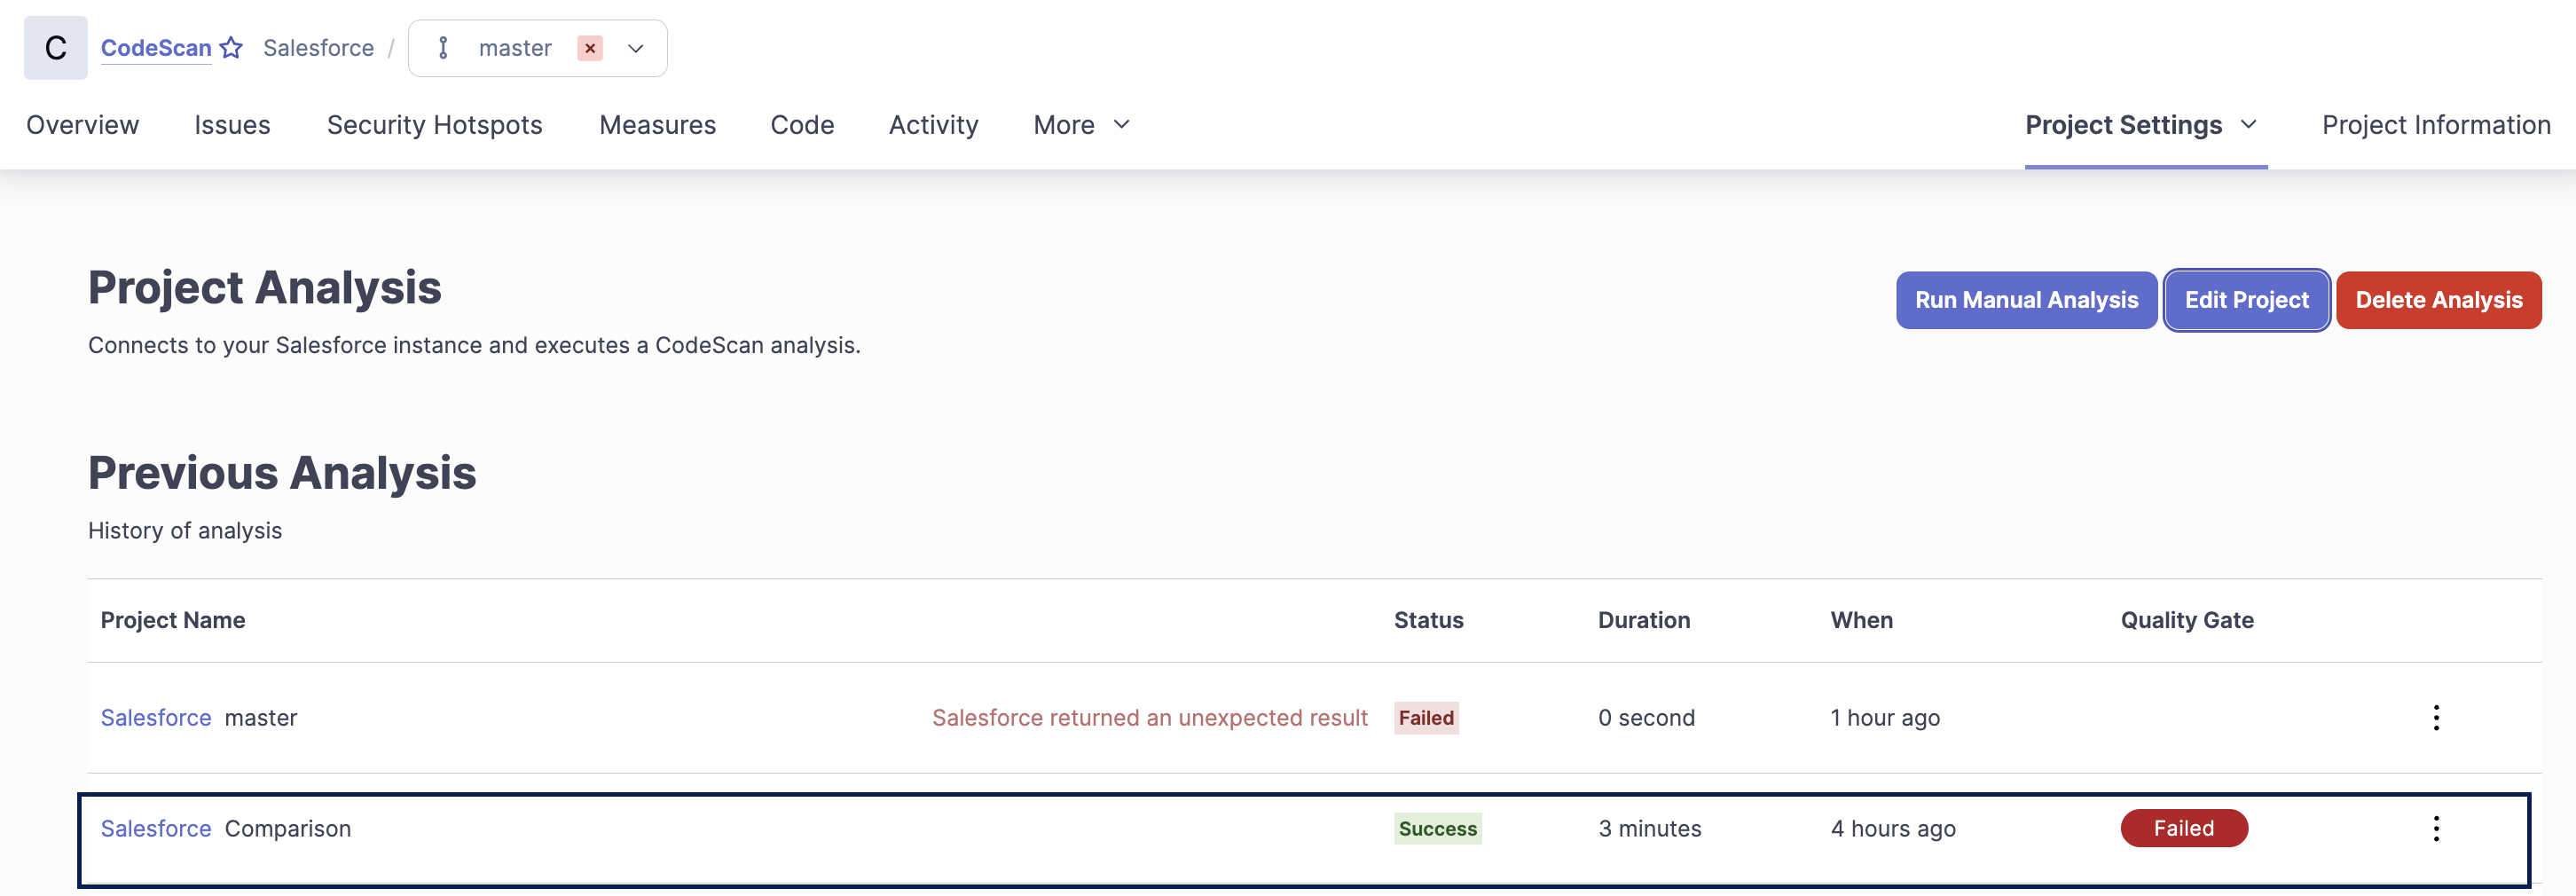 C CodeScan Salesforce / master
Overview Issues Security Hotspots Measures Code Activity More Project Settings Project Information
Project Analysis
Run Manual Analysis Edit Project Delete Analysis
Connects to your Salesforce instance and executes a CodeScan analysis.
Previous Analysis
History of analysis
Project Name Status Duration When Quality Gate
Salesforce master Salesforce returned an unexpected result Failed 0 second 1 hour ago
Salesforce Comparison Success 3 minutes 4 hours ago Failed